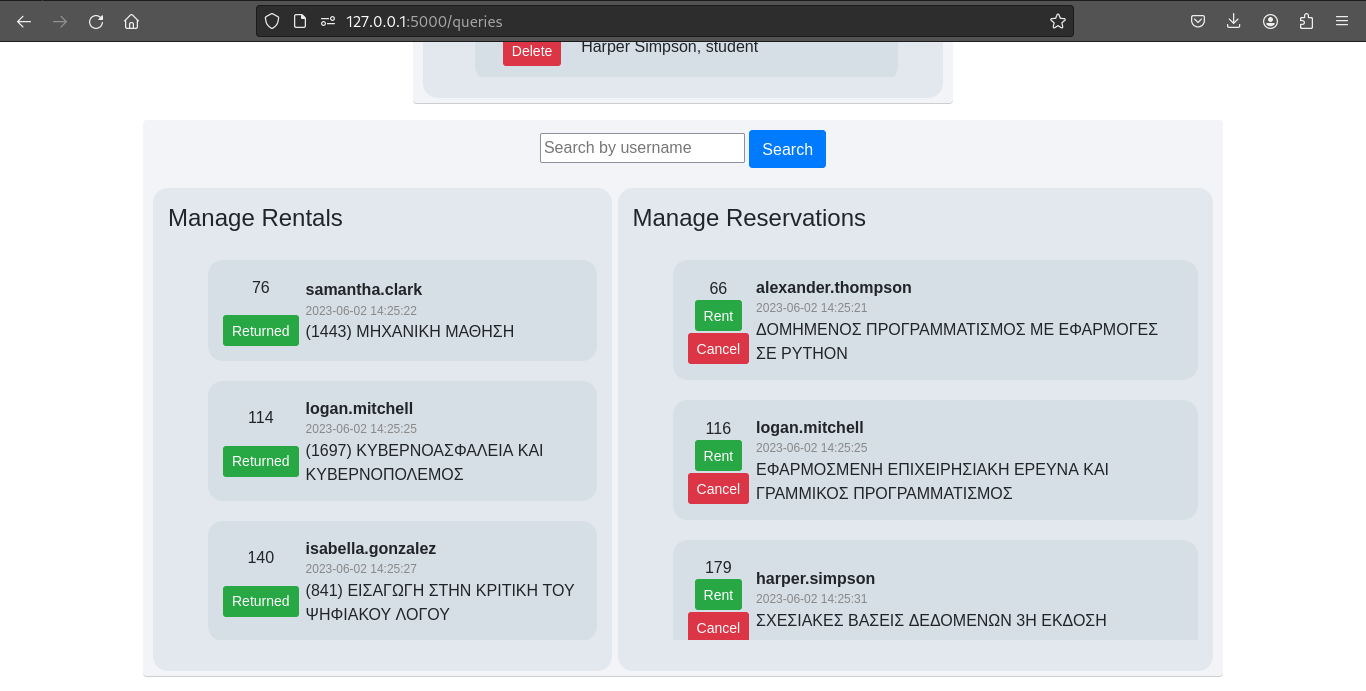 127.0.0.1:5000/queries
Delete
Harper Simpson, student
Search by username
Search
Manage Rentals
76
samantha.clark
2023-06-02 14:25:22
Returned
(1443) ΜΗΧΑΝΙΚΗ ΜΑΘΗΣΗ
114
logan.mitchell
2023-06-02 14:25:25
Returned
(1697) ΚΥΒΕΡΝΟΑΣΦΑΛΕΙΑ ΚΑΙ
ΚΥΒΕΡΝΟΠΟΛΕΜΟΣ
140
isabella.gonzalez
2023-06-02 14:25:27
Returned
(841) ΕΙΣΑΓΩΓΗ ΣΤΗΝ ΚΡΙΤΙΚΗ ΤΟΥ
ΨΗΦΙΑΚΟΥ ΛΟΓΟΥ
Manage Reservations
66
alexander.thompson
2023-06-02 14:25:21
Rent
Cancel
ΔΟΜΗΜΕΝΟΣ ΠΡΟΓΡΑΜΜΑΤΙΣΜΟΣ ΜΕ ΕΦΑΡΜΟΓΕΣ
ΣΕ PYTHON
116
logan.mitchell
2023-06-02 14:25:25
Rent
Cancel
ΕΦΑΡΜΟΣΜΕΝΗ ΕΠΙΧΕΙΡΗΣΙΑΚΗ ΕΡΕΥΝΑ ΚΑΙ
ΓΡΑΜΜΙΚΟΣ ΠΡΟΓΡΑΜΜΑΤΙΣΜΟΣ
179
harper.simpson
2023-06-02 14:25:31
Rent
Cancel
ΣΧΕΣΙΑΚΕΣ ΒΑΣΕΙΣ ΔΕΔΟΜΕΝΩΝ 3Η ΕΚΔΟΣΗ